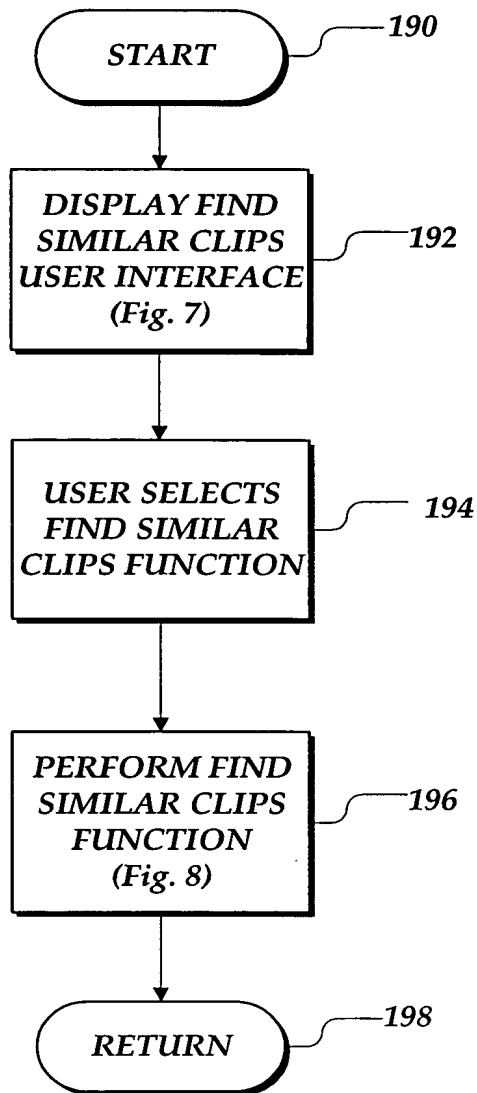 START
190
DISPLAY FIND
SIMILAR CLIPS
USER INTERFACE
(Fig. 7)
192
USER SELECTS
FIND SIMILAR
CLIPS FUNCTION
194
PERFORM FIND
SIMILAR CLIPS
FUNCTION
(Fig. 8)
196
RETURN
198